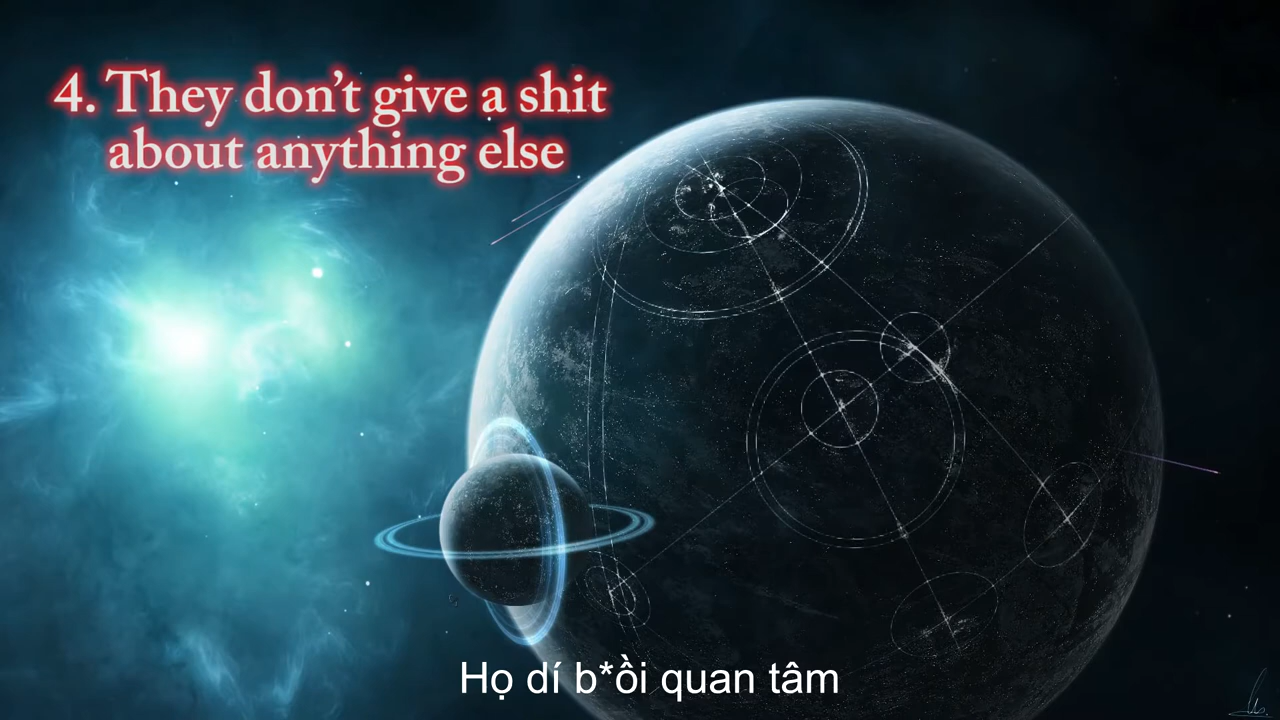 4. They don’t give a shit
about anything else
Họ dí b*ồi quan tâm